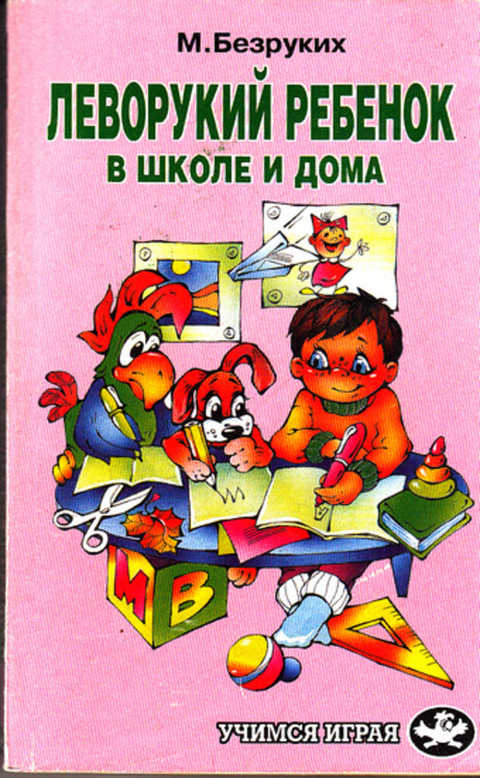 М.Безруких
ЛЕВОРУКИЙ РЕБЕНОК
В ШКОЛЕ И ДОМА
М
В
УЧИМСЯ ИГРАЯ